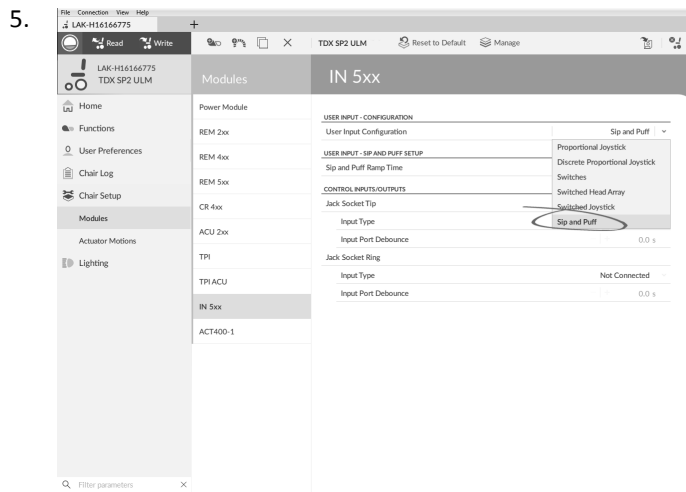 5.
File Connection View Help
LAK-H16166775 +
Read Write TDX SP2 ULM Reset to Default Manage
LAK-H16166775
TDX SP2 ULM
Modules
IN 5xx
Home
Functions
User Preferences
Chair Log
Chair Setup
Modules
Actuator Motions
Lighting
Filter parameters
Power Module
REM 2xx
REM 4xx
REM 5xx
CR 4xx
ACU 2xx
TPI
TPI ACU
IN 5xx
ACT400-1
USER INPUT - CONFIGURATION
User Input Configuration Sip and Puff
USER INPUT - SIP AND PUFF SETUP
Sip and Puff Ramp Time
CONTROL INPUTS/OUTPUTS
Jack Socket Tip
Input Type
Input Port Debounce 0.0 s
Jack Socket Ring
Input Type Not Connected
Input Port Debounce 0.0 s
Proportional Joystick
Discrete Proportional Joystick
Switches
Switched Head Array
Switched Joystick
Sip and Puff